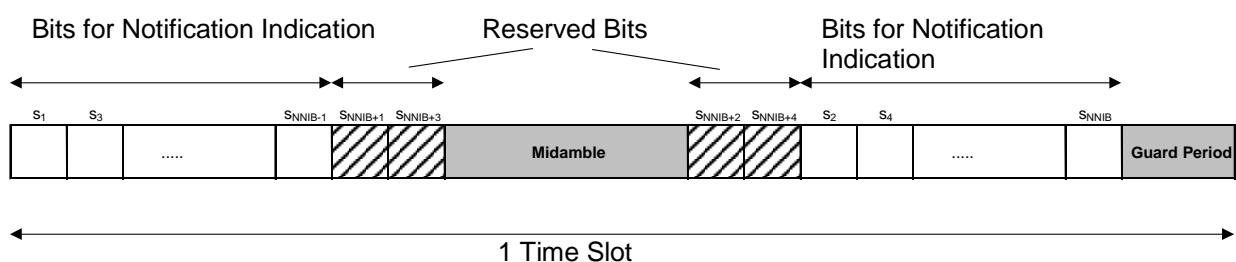 Bits for Notification Indication
Reserved Bits
Bits for Notification
Indication
s1 s3 sNNIB-1 sNNIB+1 sNNIB+3 sNNIB+2 sNNIB+4 s2 s4 sNNIB
..... Midamble ..... Guard Period
1 Time Slot